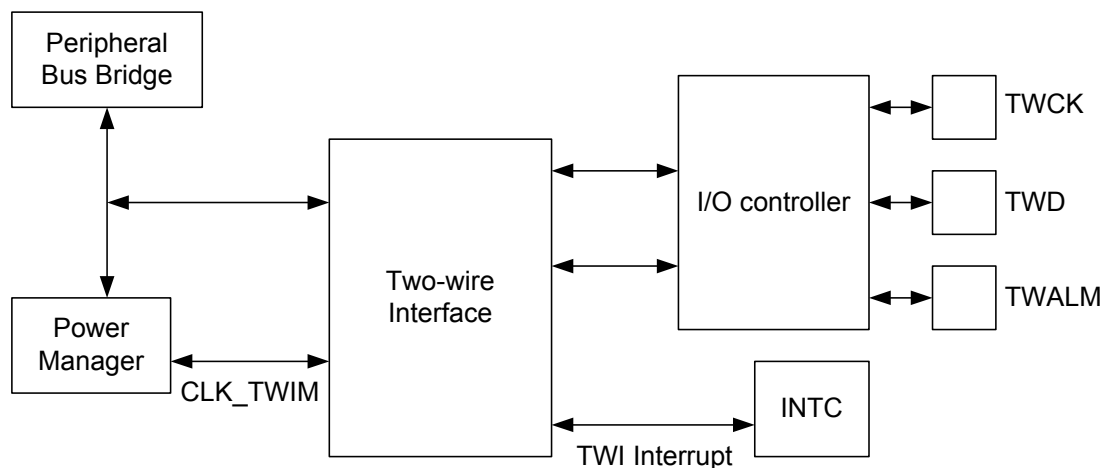 Peripheral
Bus Bridge
TWCK
I/O controller
TWD
Two-wire
Interface
TWALM
Power
Manager
CLK_TWIM
INTC
TWI Interrupt